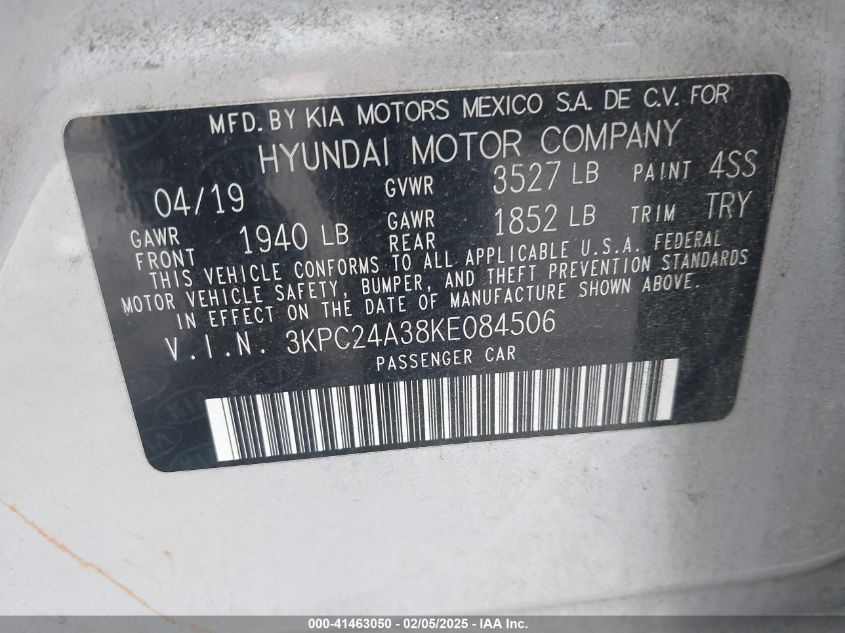 MFD. BY KIA MOTORS MEXICO S.A. DE C.V. FOR
HYUNDAI MOTOR COMPANY
04/19 GVWR 3527 LB PAINT 4SS
GAWR FRONT 1940 LB GAWR REAR 1852 LB TRIM TRY
THIS VEHICLE CONFORMS TO ALL APPLICABLE U.S.A. FEDERAL
MOTOR VEHICLE SAFETY, BUMPER, AND THEFT PREVENTION STANDARDS
IN EFFECT ON THE DATE OF MANUFACTURE SHOWN ABOVE.
V.I.N. 3KPC24A38KE084506
PASSENGER CAR
000-41463050 - 02/05/2025 - IAA Inc.